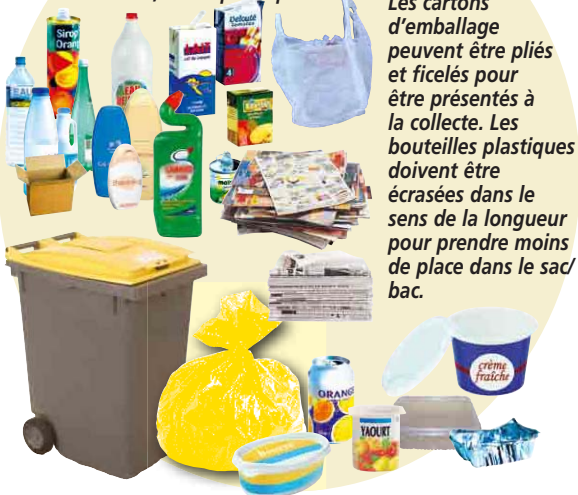 Les cartons
d'emballage
peuvent être pliés
et ficelés pour
être présentés à
la collecte. Les
bouteilles plastiques
doivent être
écrasées dans le
sens de la longueur
pour prendre moins
de place dans le sac/
bac.
Sirop
Orange
Velouté
EAU
crème
fraîche
ORANGE
YAOURT